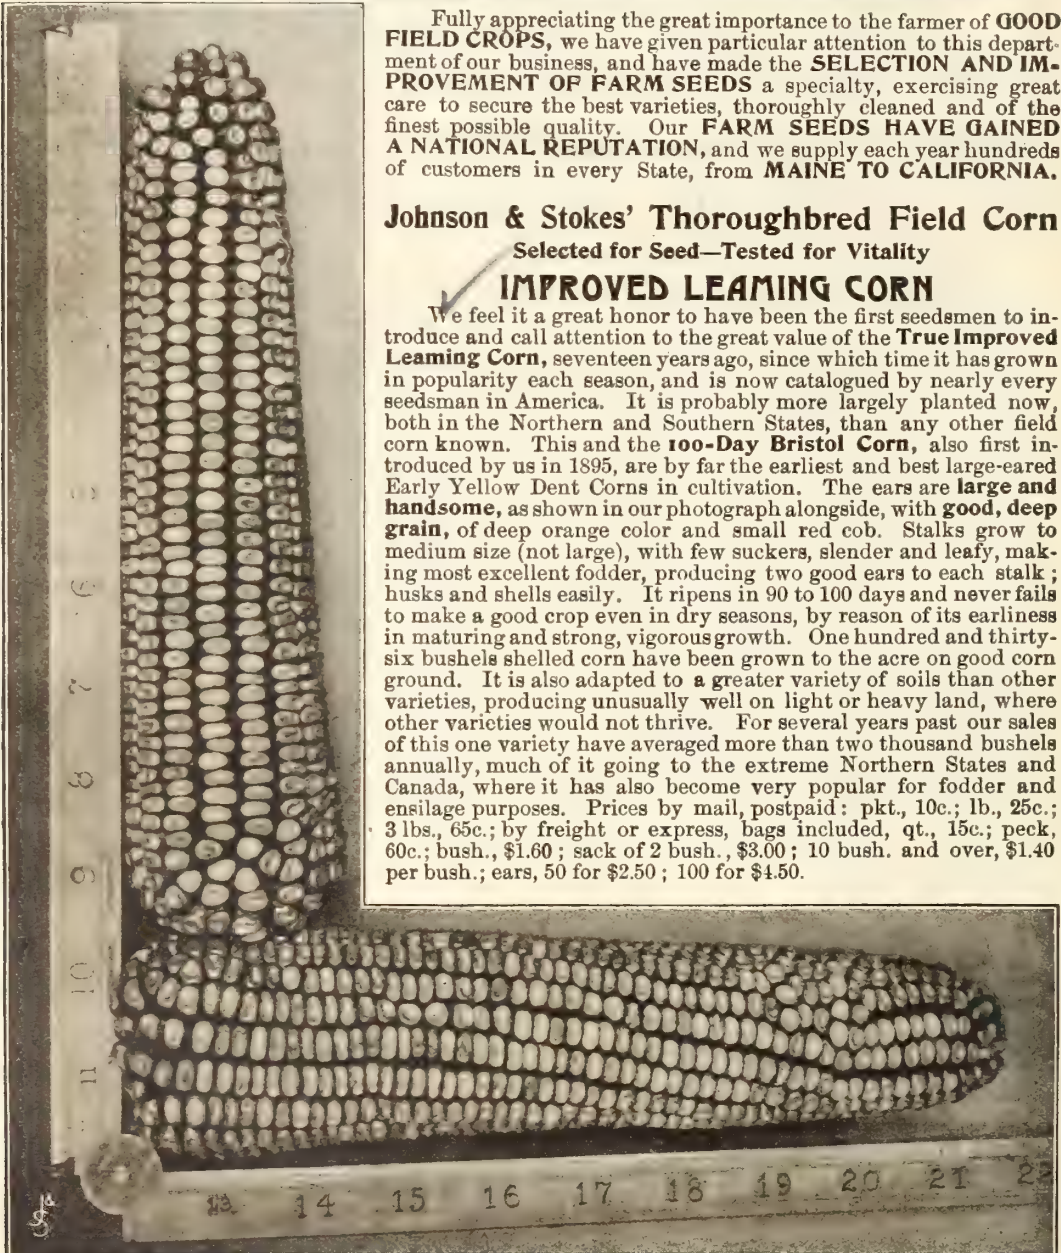 Fully appreciating the great importance to the farmer of GOOD
FIELD CROPS, we have given particular attention to this depart-
ment of our business, and have made the SELECTION AND IM-
PROVEMENT OF FARM SEEDS a specialty, exercising great
care to secure the best varieties, thoroughly cleaned and of the
finest possible quality. Our FARM SEEDS HAVE GAINED
A NATIONAL REPUTATION, and we supply each year hundreds
of customers in every State, from MAINE TO CALIFORNIA.
Johnson & Stokes' Thoroughbred Field Corn
Selected for Seed—Tested for Vitality
IMPROVED LEAMING CORN
We feel it a great honor to have been the first seedsmen to in-
troduce and call attention to the great value of the True Improved
Leaming Corn, seventeen years ago, since which time it has grown
in popularity each season, and is now catalogued by nearly every
seedsman in America. It is probably more largely planted now,
both in the Northern and Southern States, than any other field
corn known. This and the 100-Day Bristol Corn, also first in-
troduced by us in 1895, are by far the earliest and best large-eared
Early Yellow Dent Corns in cultivation. The ears are large and
handsome, as shown in our photograph alongside, with good, deep
grain, of deep orange color and small red cob. Stalks grow to
medium size (not large), with few suckers, slender and leafy, mak-
ing most excellent fodder, producing two good ears to each stalk ;
husks and shells easily. It ripens in 90 to 100 days and never fails
to make a good crop even in dry seasons, by reason of its earliness
in maturing and strong, vigorous growth. One hundred and thirty-
six bushels shelled corn have been grown to the acre on good corn
ground. It is also adapted to a greater variety of soils than other
varieties, producing unusually well on light or heavy land, where
other varieties would not thrive. For several years past our sales
of this one variety have averaged more than two thousand bushels
annually, much of it going to the extreme Northern States and
Canada, where it has also become very popular for fodder and
ensilage purposes. Prices by mail, postpaid: pkt., 10c.; lb., 25c.;
3 lbs., 65c.; by freight or express, bags included, qt., 15c.; peck,
60c.; bush., $1.60 ; sack of 2 bush., $3.00 ; 10 bush. and over, $1.40
per bush.; ears, 50 for $2.50 ; 100 for $4.50.
6
7
8
9
10
11
13 14 15 16 17 18 19 20 21 22